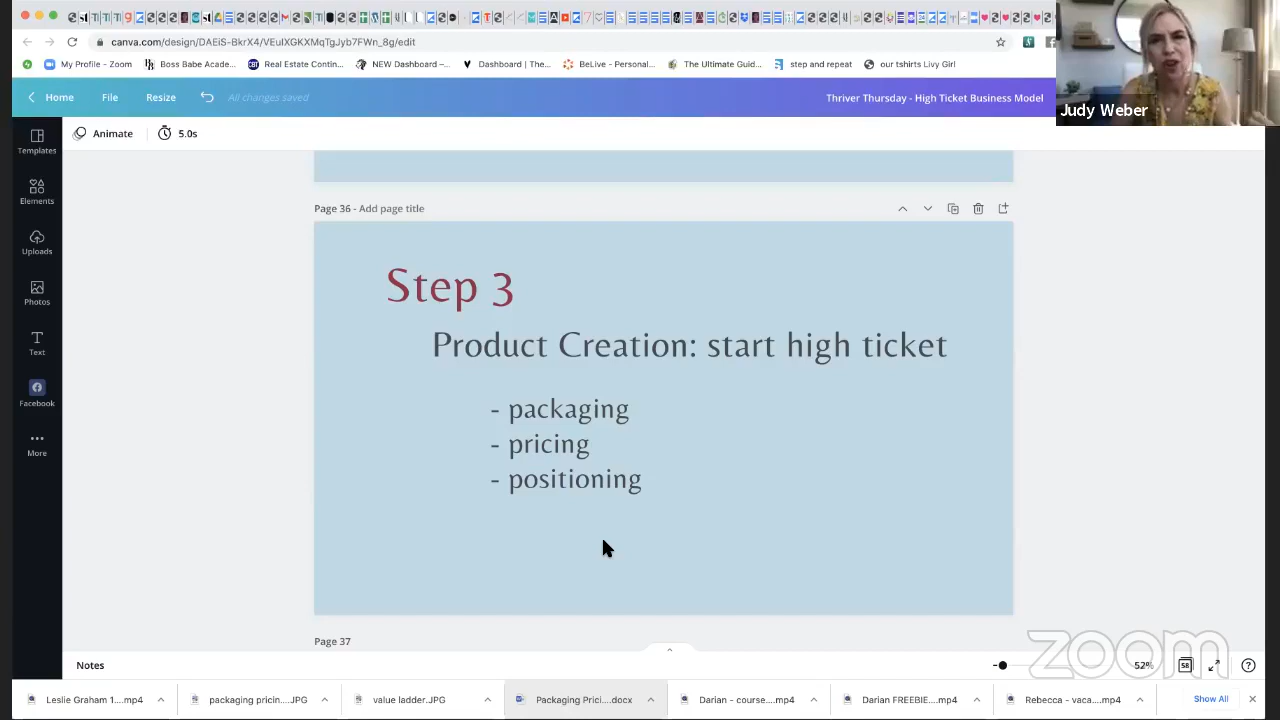 canva.com/design/DAEiS-BkrX4/VEuIXGKXMqTgJyb7FWn_8g/edit
My Profile - Zoom
Boss Babe Acade...
Real Estate Contin...
NEW Dashboard –...
Dashboard | The...
BeLive - Personal...
The Ultimate Guid...
step and repeat
our tshirts Livy Girl
Home
File
Resize
All changes saved
Thriver Thursday - High Ticket Business Model
Judy Weber
Animate
5.0s
Templates
Elements
Uploads
Photos
Text
Facebook
More
Page 36 - Add page title
Step 3
Product Creation: start high ticket
- packaging
- pricing
- positioning
Page 37
Notes
zoom
52%
58
Leslie Graham 1....mp4
packaging pricin....JPG
value ladder.JPG
Packaging Prici....docx
Darian - course....mp4
Darian FREEBIE....mp4
Rebecca - vaca....mp4
Show All